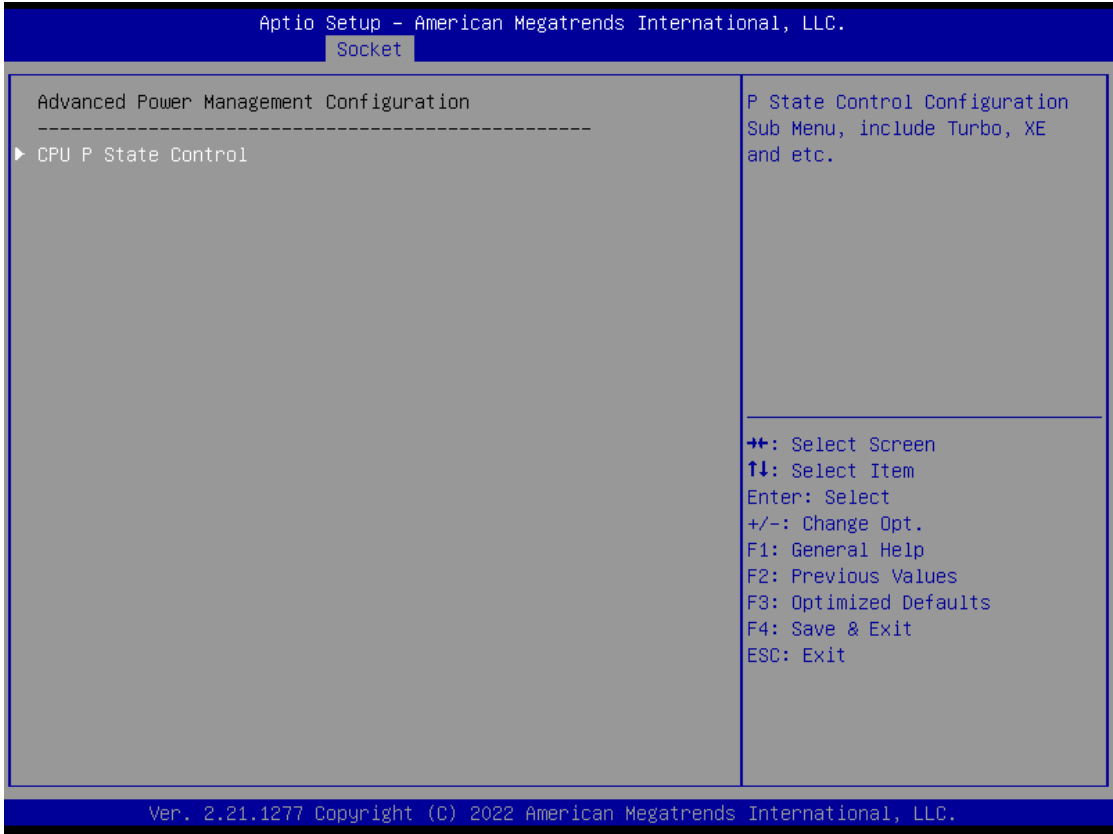 Aptio Setup – American Megatrends International, LLC.
Socket
Advanced Power Management Configuration
-----------------------------------------------
▶ CPU P State Control
P State Control Configuration
Sub Menu, include Turbo, XE
and etc.
→←: Select Screen
↑↓: Select Item
Enter: Select
+/-: Change Opt.
F1: General Help
F2: Previous Values
F3: Optimized Defaults
F4: Save & Exit
ESC: Exit
Ver. 2.21.1277 Copyright (C) 2022 American Megatrends International, LLC.